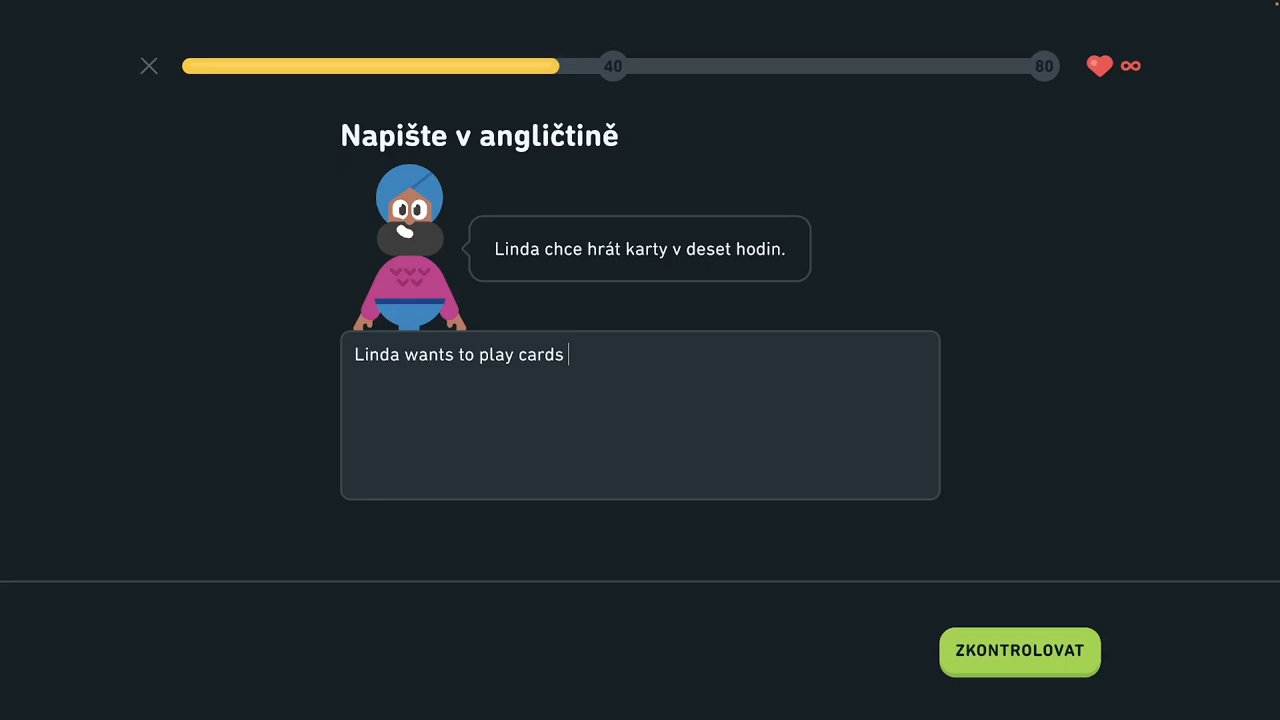 40
80
∞
Napište v angličtině
Linda chce hrát karty v deset hodin.
Linda wants to play cards
ZKONTROLOVAT